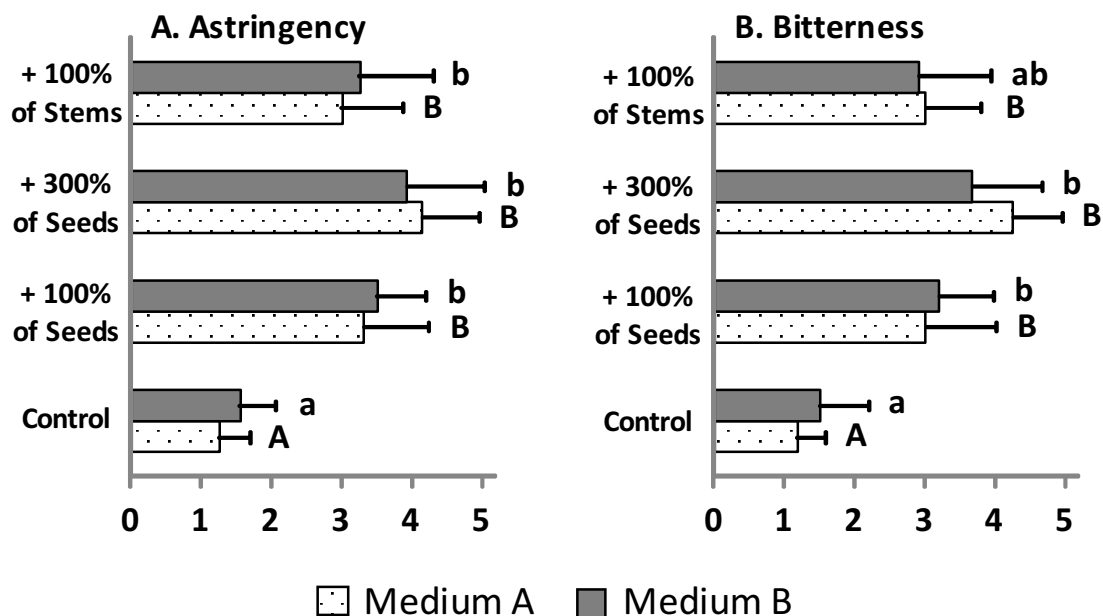 A. Astringency
+ 100%
of Stems
b
B
+ 300%
of Seeds
b
B
+ 100%
of Seeds
b
B
Control
a
A
0 1 2 3 4 5
B. Bitterness
+ 100%
of Stems
ab
B
+ 300%
of Seeds
b
B
+ 100%
of Seeds
b
B
Control
a
A
0 1 2 3 4 5
Medium A Medium B